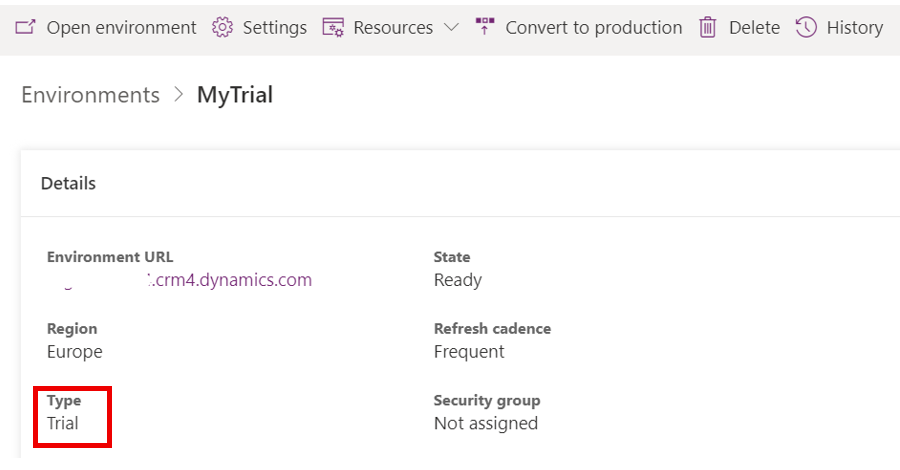 Open environment Settings Resources Convert to production Delete History
Environments > MyTrial
Details
Environment URL State
.crm4.dynamics.com Ready
Region Refresh cadence
Europe Frequent
Type Security group
Trial Not assigned